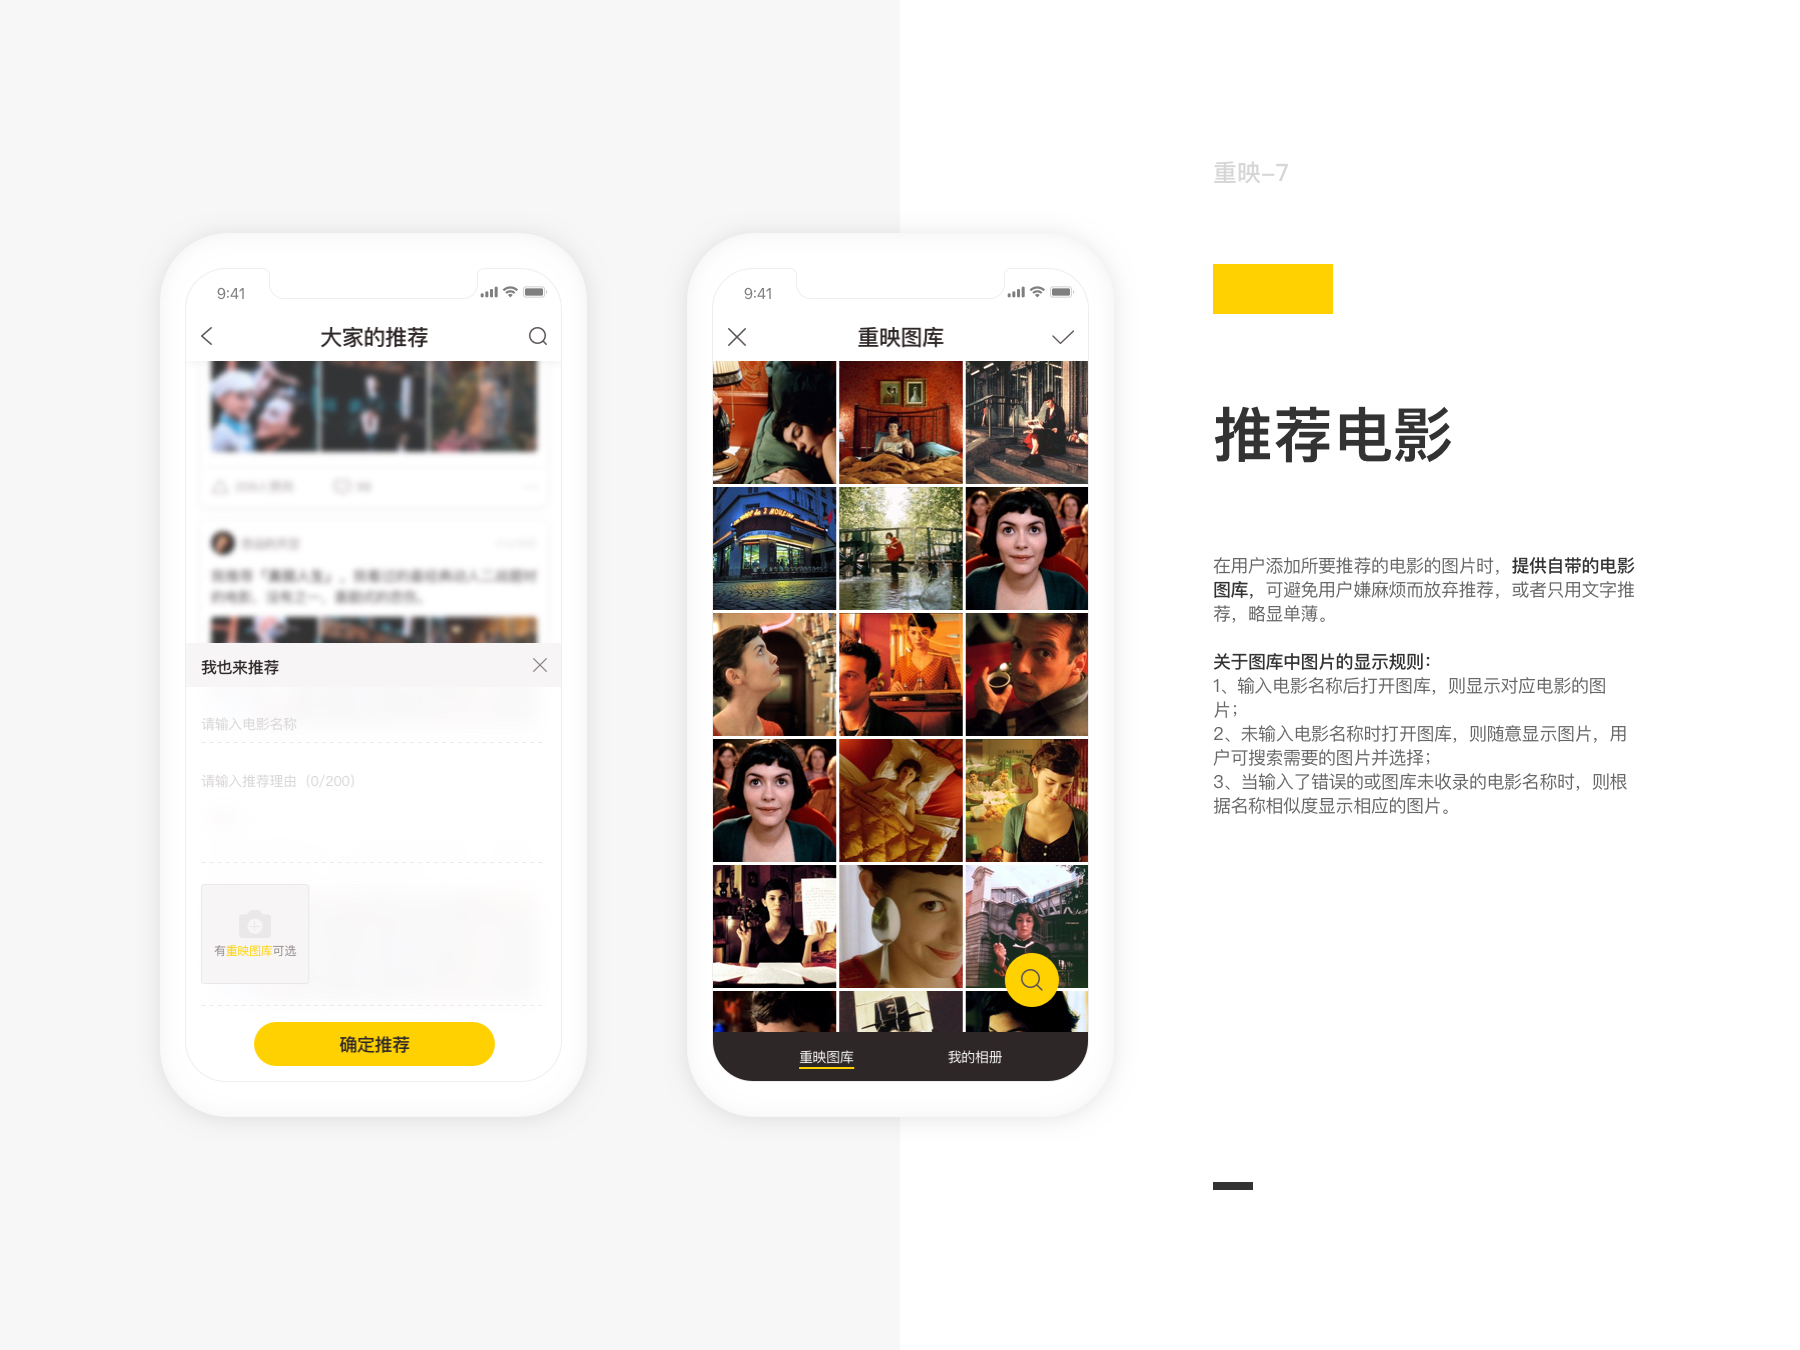 重映–7
推荐电影
在用户添加所要推荐的电影的图片时，提供自带的电影
图库，可避免用户嫌麻烦而放弃推荐，或者只用文字推
荐，略显单薄。
关于图库中图片的显示规则：
1、输入电影名称后打开图库，则显示对应电影的图
片；
2、未输入电影名称时打开图库，则随意显示图片，用
户可搜索需要的图片并选择；
3、当输入了错误的或图库未收录的电影名称时，则根
据名称相似度显示相应的图片。
9:41
大家的推荐
我也来推荐
请输入电影名称
请输入推荐理由（0/200）
有重映图库可选
确定推荐
9:41
重映图库
重映图库
我的相册